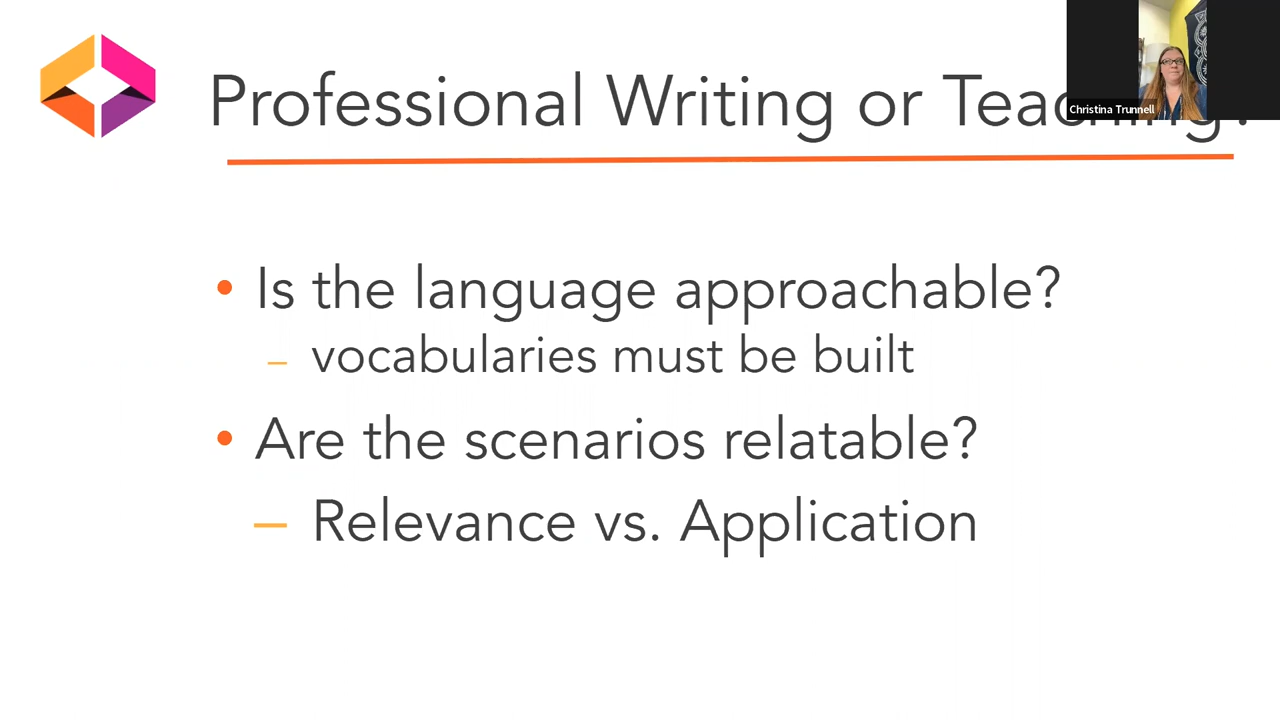 Professional Writing or Teaching?
Christina Trunnell
• Is the language approachable?
– vocabularies must be built
• Are the scenarios relatable?
– Relevance vs. Application